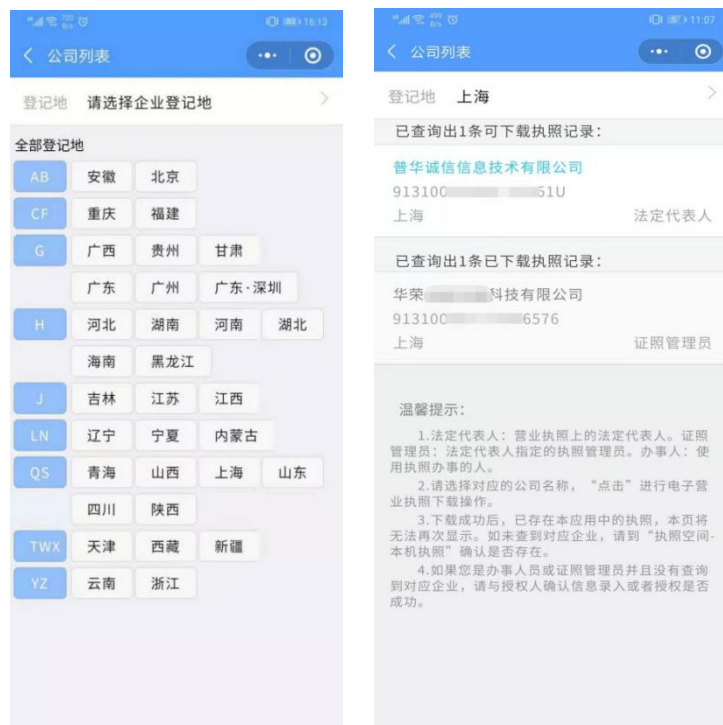 16:13
公司列表
登记地 请选择企业登记地
全部登记地
AB 安徽 北京
CF 重庆 福建
G 广西 贵州 甘肃
广东 广州 广东·深圳
H 河北 湖南 河南 湖北
海南 黑龙江
J 吉林 江苏 江西
LN 辽宁 宁夏 内蒙古
QS 青海 山西 上海 山东
四川 陕西
TWX 天津 西藏 新疆
YZ 云南 浙江
11:07
公司列表
登记地 上海
已查询出1条可下载执照记录：
普华诚信信息技术有限公司
913100 61U
上海 法定代表人
已查询出1条已下载执照记录：
华荣 科技有限公司
913100 6576
上海 证照管理员
温馨提示：
1.法定代表人：营业执照上的法定代表人。证照
管理员：法定代表人指定的执照管理员。办事人：使
用执照办事的人。
2.请选择对应的公司名称，“点击”进行电子营
业执照下载操作。
3.下载成功后，已存在本应用中的执照，本页将
无法再次显示。如未查到对应企业，请到“执照空间-
本机执照”确认是否存在。
4.如果您是办事人员或证照管理员并且没有查询
到对应企业，请与授权人确认信息录入或者授权是否
成功。